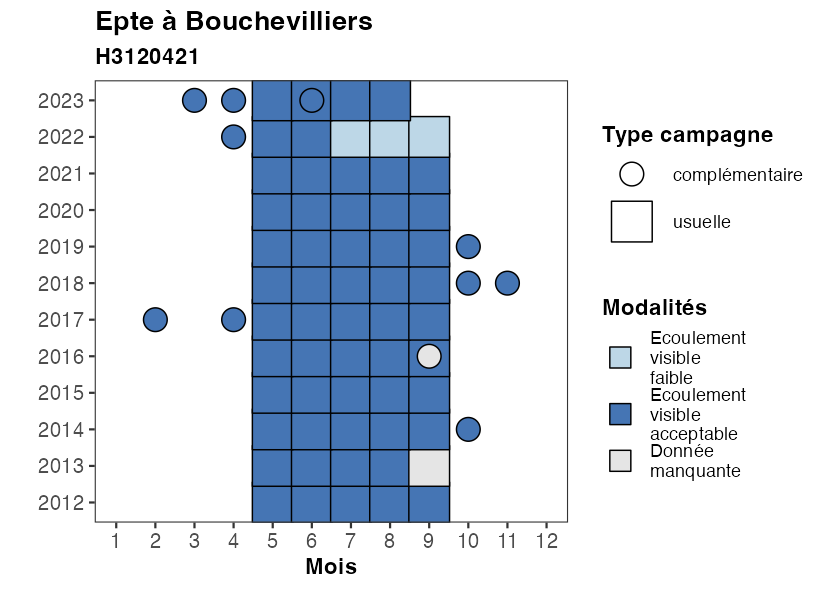 Epte à Bouchevilliers
H3120421
2023
2022
2021
2020
2019
2018
2017
2016
2015
2014
2013
2012
1 2 3 4 5 6 7 8 9 10 11 12
Mois
Type campagne
complémentaire
usuelle
Modalités
Ecoulement
visible
faible
Ecoulement
visible
acceptable
Donnée
manquante